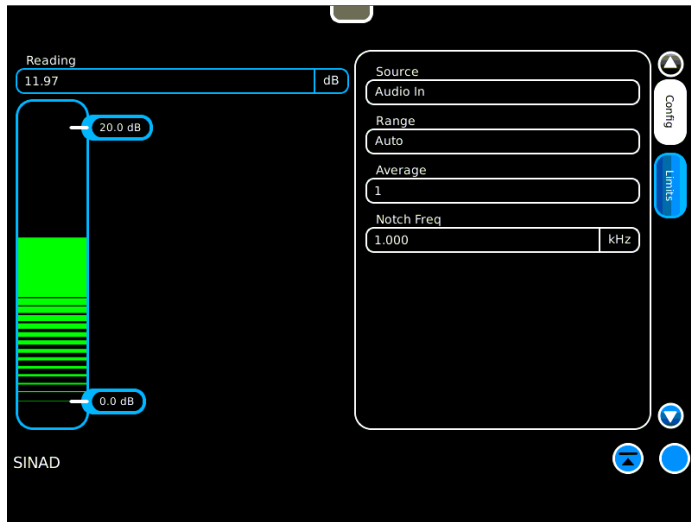 Reading
11.97 dB
20.0 dB
0.0 dB
SINAD
Source
Audio In
Range
Auto
Average
1
Notch Freq
1.000 kHz
Config
Limits